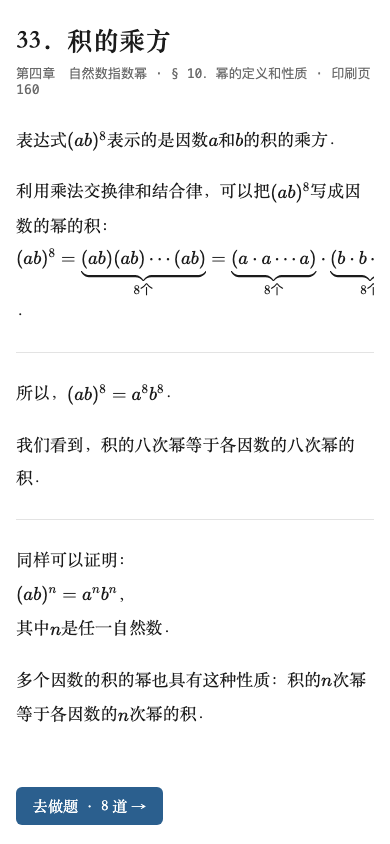 33. 积的乘方
第四章 自然数指数幂 · § 10. 幂的定义和性质 · 印刷页
160
表达式(ab)⁸表示的是因数a和b的积的乘方.
利用乘法交换律和结合律, 可以把(ab)⁸写成因
数的幂的积:
(ab)⁸ = (ab)(ab)⋯(ab) = (a·a⋯a)·(b·b·
8个 8个 8个
.
所以, (ab)⁸ = a⁸b⁸.
我们看到, 积的八次幂等于各因数的八次幂的
积.
同样可以证明:
(ab)ⁿ = aⁿbⁿ,
其中n是任一自然数.
多个因数的积的幂也具有这种性质: 积的n次幂
等于各因数的n次幂的积.
去做题 · 8 道 →